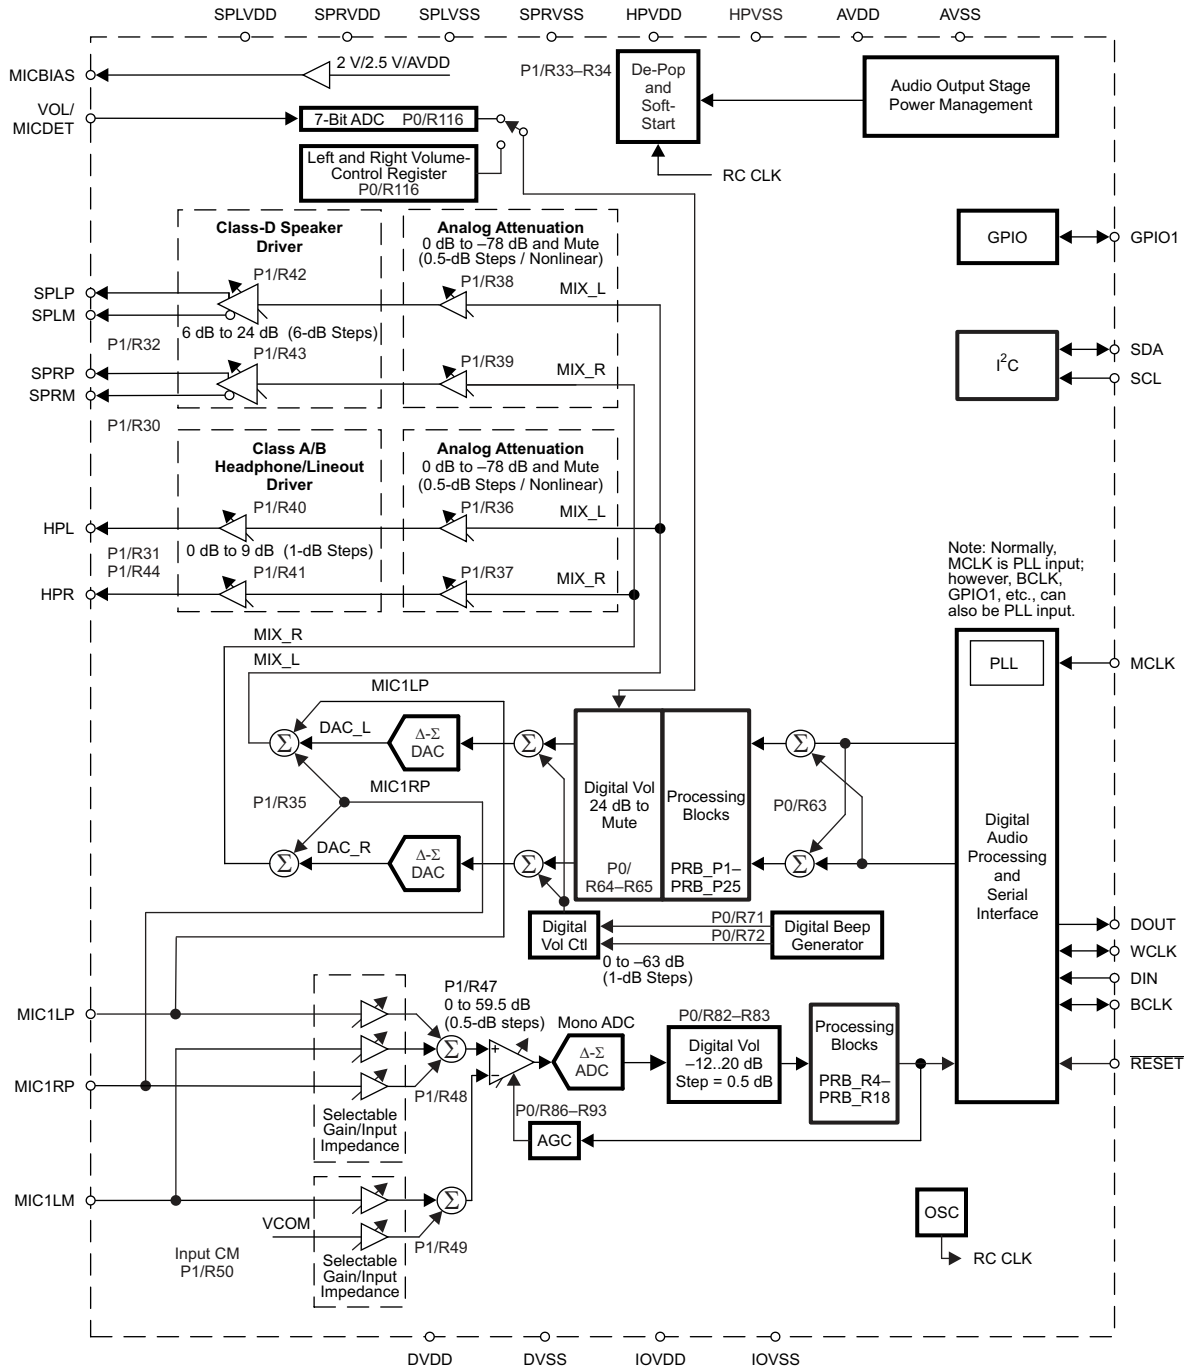 SPLVDD SPRVDD SPLVSS SPRVSS HPVDD HPVSS AVDD AVSS
MICBIAS
2 V/2.5 V/AVDD
P1/R33–R34
De-Pop
and
Soft-
Start
Audio Output Stage
Power Management
VOL/
MICDET
7-Bit ADC P0/R116
Left and Right Volume-
Control Register
P0/R116
RC CLK
Class-D Speaker
Driver
Analog Attenuation
0 dB to –78 dB and Mute
(0.5-dB Steps / Nonlinear)
GPIO
GPIO1
P1/R42
P1/R38
MIX_L
SPLP
SPLM
6 dB to 24 dB (6-dB Steps)
P1/R32
P1/R43
P1/R39
MIX_R
SPRP
SPRM
I2C
SDA
SCL
P1/R30
Class A/B
Headphone/Lineout
Driver
Analog Attenuation
0 dB to –78 dB and Mute
(0.5-dB Steps / Nonlinear)
P1/R40
P1/R36
MIX_L
HPL
0 dB to 9 dB (1-dB Steps)
P1/R31
P1/R44
P1/R41
P1/R37
MIX_R
HPR
Note: Normally,
MCLK is PLL input;
however, BCLK,
GPIO1, etc., can
also be PLL input.
MIX_R
MIX_L
MIC1LP
PLL
MCLK
DAC_L
Δ-Σ
DAC
Σ
Σ
Σ
MIC1RP
P1/R35
Digital Vol
24 dB to
Mute
P0/
R64–R65
Processing
Blocks
PRB_P1–
PRB_P25
P0/R63
Digital
Audio
Processing
and
Serial
Interface
DAC_R
Δ-Σ
DAC
Σ
Σ
Σ
Digital
Vol Ctl
P0/R71
P0/R72
Digital Beep
Generator
0 to –63 dB
(1-dB Steps)
DOUT
WCLK
DIN
BCLK
RESET
MIC1LP
P1/R47
0 to 59.5 dB
(0.5-dB steps)
Mono ADC
P0/R82–R83
Σ
+
−
Δ-Σ
ADC
Digital Vol
–12..20 dB
Step = 0.5 dB
Processing
Blocks
PRB_R4–
PRB_R18
MIC1RP
P1/R48
P0/R86–R93
AGC
Selectable
Gain/Input
Impedance
MIC1LM
Σ
VCOM
P1/R49
Input CM
P1/R50
Selectable
Gain/Input
Impedance
OSC
RC CLK
DVDD DVSS IOVDD IOVSS